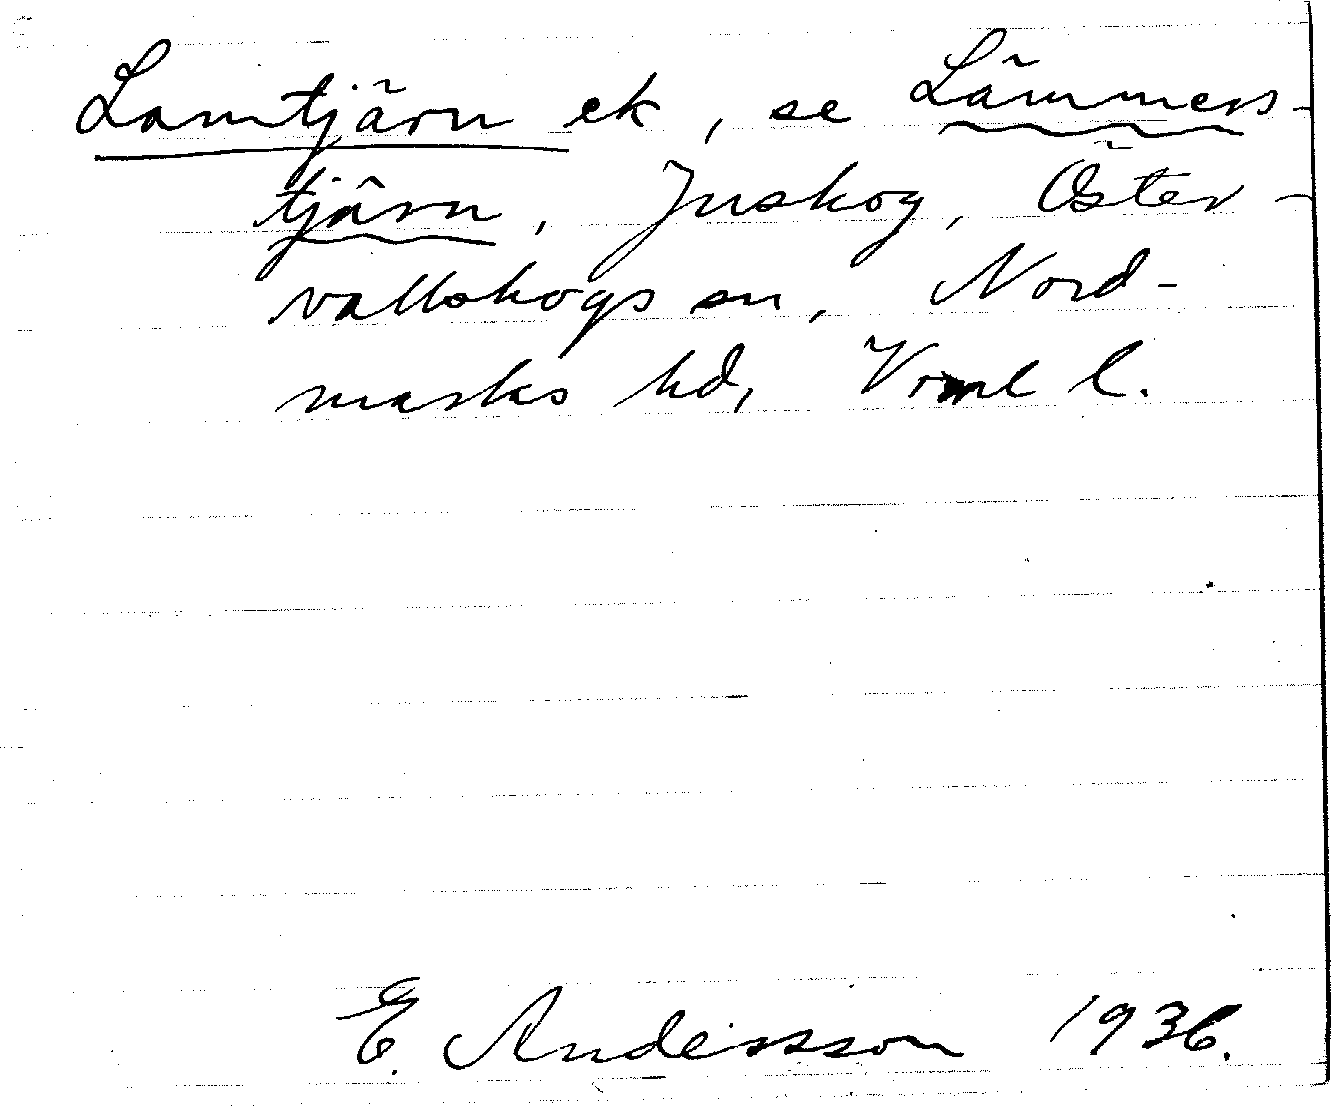 Lamtjärn ek, se Lämmers-
tjärn, Juskog, Öster-
vallskogs sn, Nord-
marks hd, Vrml l.
E. Andersson 1936.